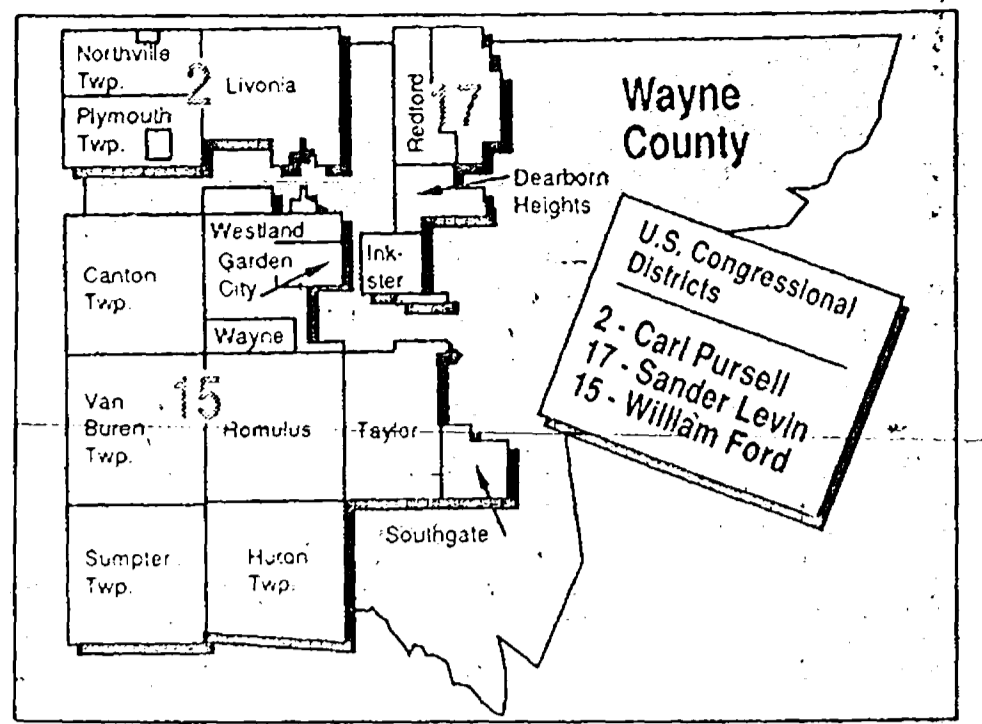 Northville
Twp.
2
Livonia
Plymouth
Twp.
Redford
17
Wayne
County
Dearborn
Heights
Westland
Garden
City
Ink-
ster
Canton
Twp.
Wayne
Van
Buren
Twp.
15
Romulus
Taylor
Southgate
Sumpter
Twp.
Huron
Twp.
U.S. Congressional
Districts
2 - Carl Pursell
17 - Sander Levin
15 - William Ford